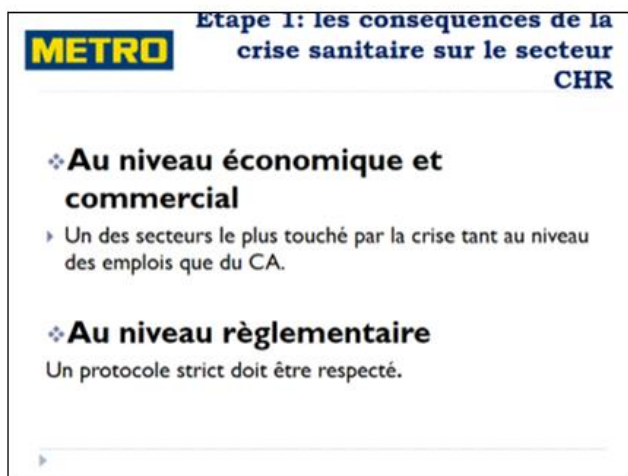 METRO
Etape 1: les conséquences de la
crise sanitaire sur le secteur
CHR
Au niveau économique et
commercial
Un des secteurs le plus touché par la crise tant au niveau
des emplois que du CA.
Au niveau règlementaire
Un protocole strict doit être respecté.